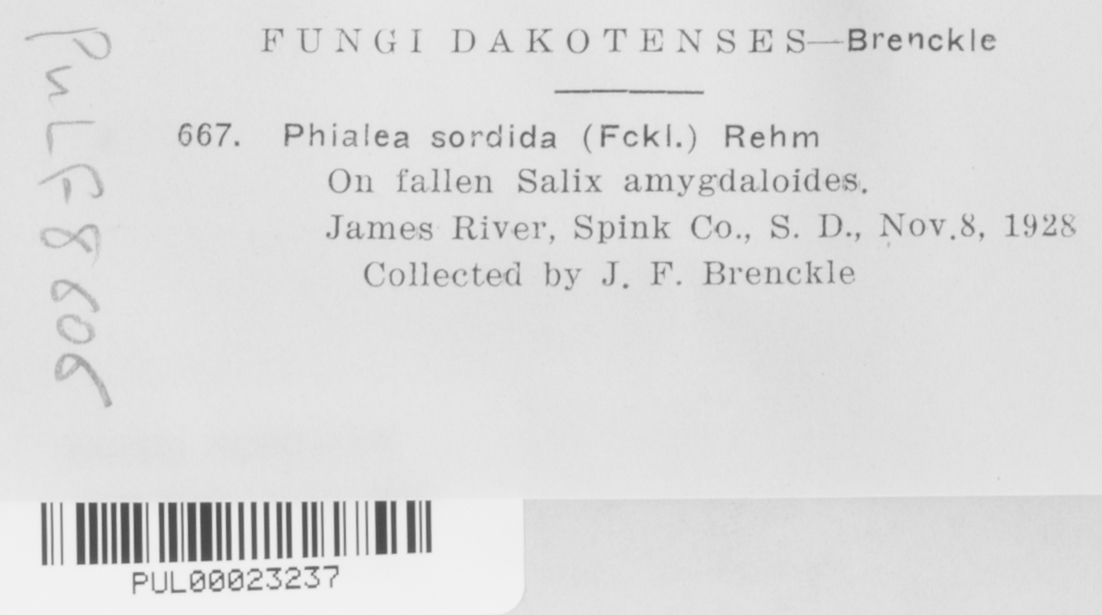 FUNGI DAKOTENSES—Brenckle
667. Phialea sordida (Fckl.) Rehm
On fallen Salix amygdaloides.
James River, Spink Co., S. D., Nov.8, 1928
Collected by J. F. Brenckle
PUL F8609
PUL00023237